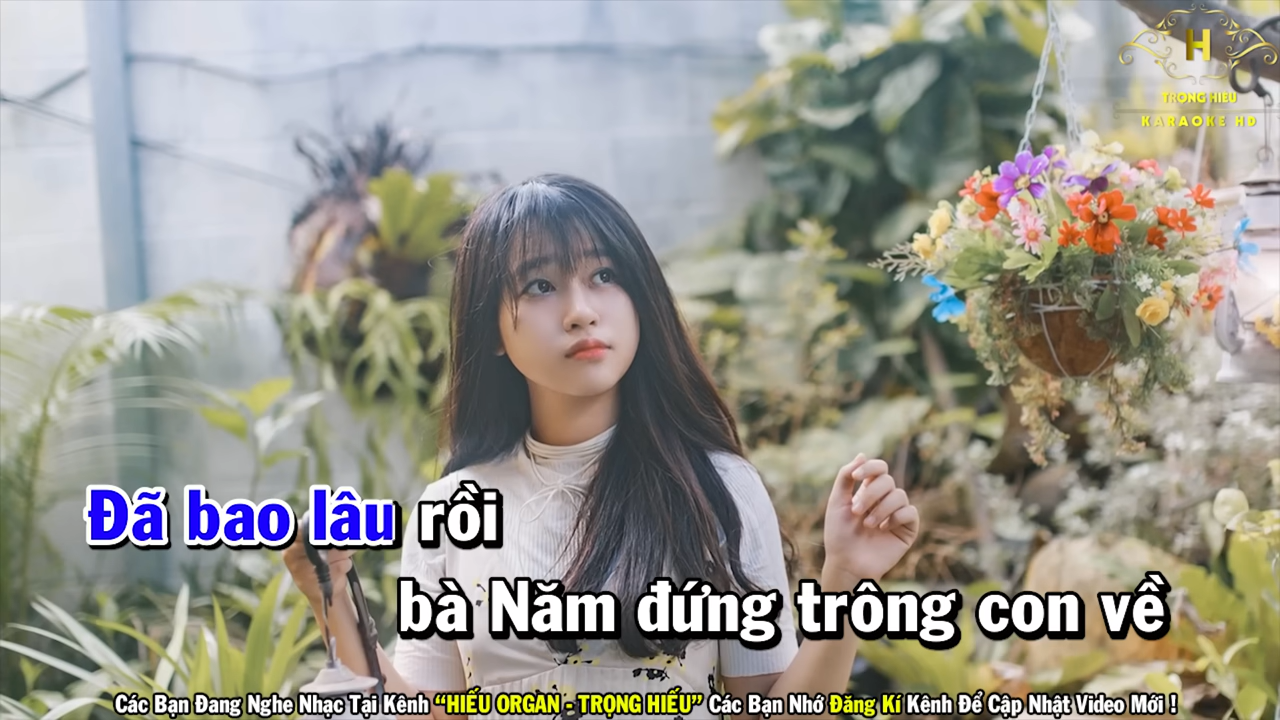 H
TRỌNG HIẾU
KARAOKE HD
Đã bao lâu rồi
bà Năm đứng trông con về
Các Bạn Đang Nghe Nhạc Tại Kênh “HIẾU ORGAN - TRỌNG HIẾU” Các Bạn Nhớ Đăng Kí Kênh Để Cập Nhật Video Mới !